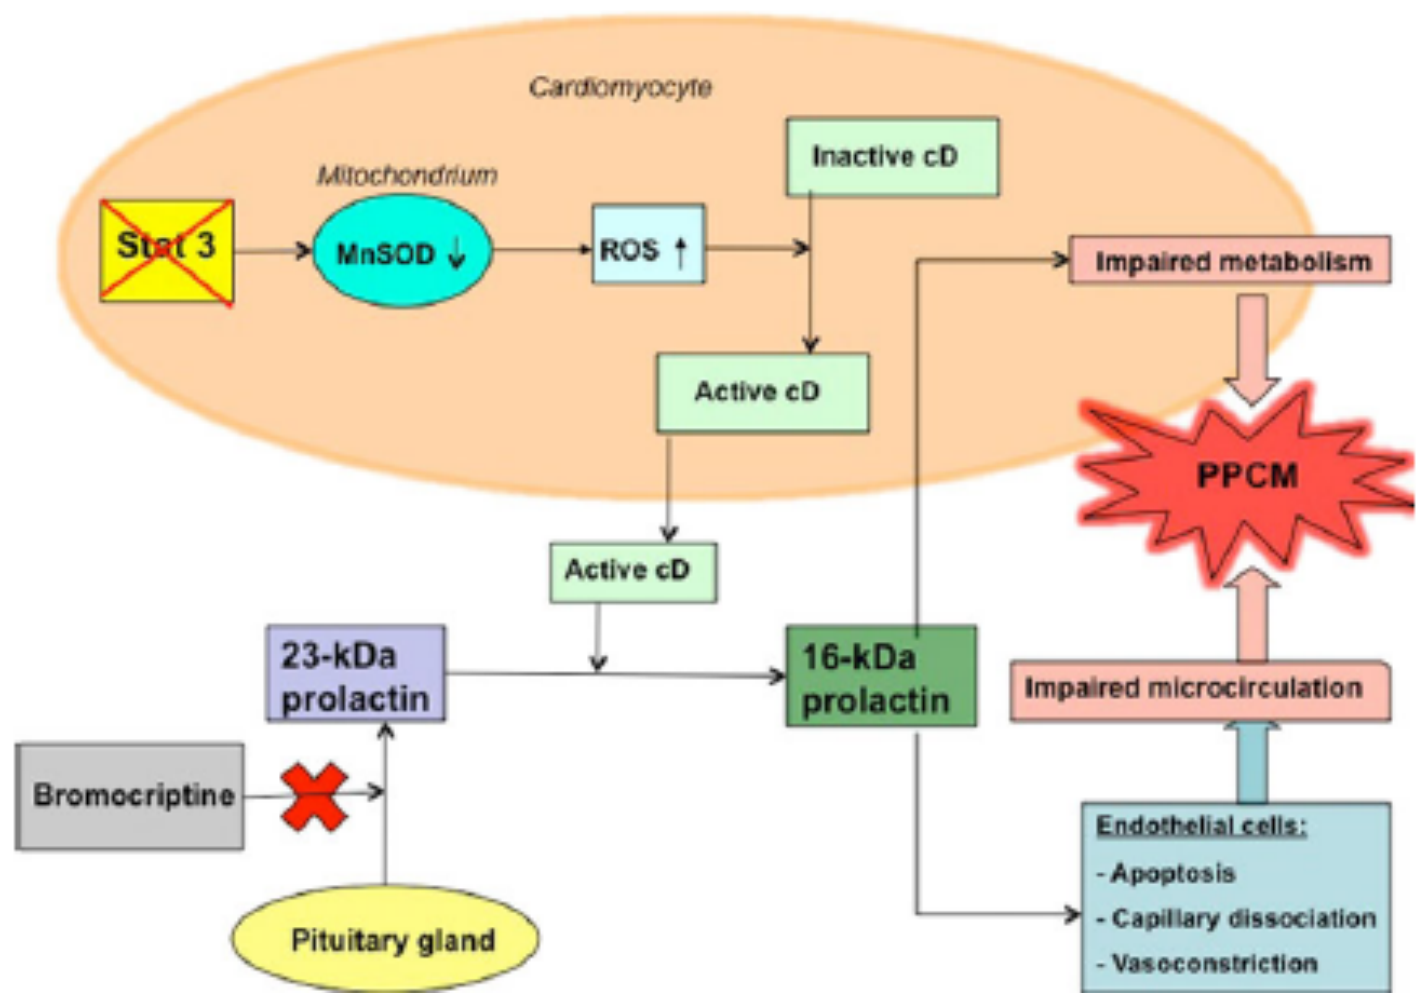 Cardiomyocyte
Inactive cD
Mitochondrium
Stat 3
MnSOD ↓
ROS ↑
Impaired metabolism
Active cD
PPCM
Active cD
23-kDa
prolactin
16-kDa
prolactin
Impaired microcirculation
Bromocriptine
Endothelial cells:
- Apoptosis
- Capillary dissociation
- Vasoconstriction
Pituitary gland